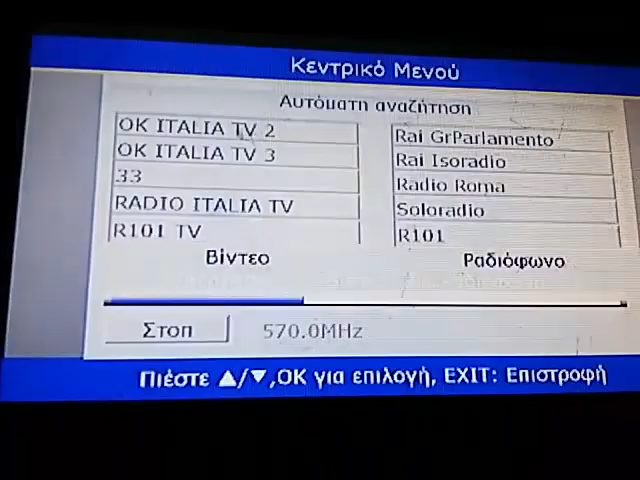 Κεντρικό Μενού
Αυτόματη αναζήτηση
OK ITALIA TV 2
OK ITALIA TV 3
33
RADIO ITALIA TV
R101 TV
Βίντεο
Rai GrParlamento
Rai Isoradio
Radio Roma
Soloradio
R101
Ραδιόφωνο
Στοπ
570.0MHz
Πιέστε ▲/▼,OK για επιλογή, EXIT: Επιστροφή